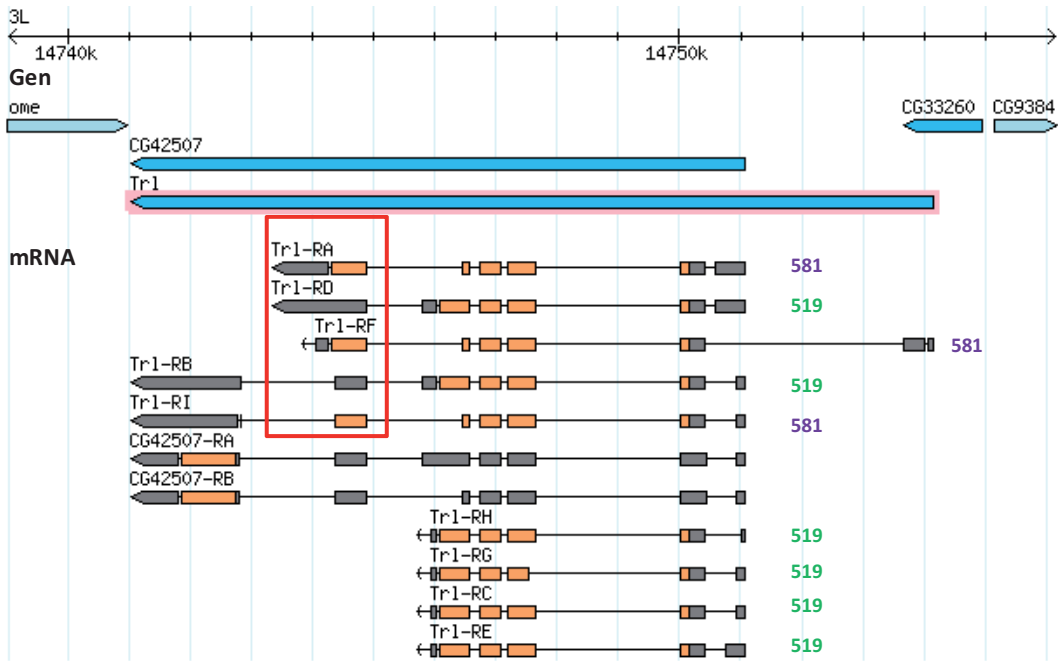 3L
14740k 14750k
Gen
ome CG33260 CG9384
CG42507
Trl
mRNA
Trl-RA 581
Trl-RD 519
Trl-RF 581
Trl-RB 519
Trl-RI 581
CG42507-RA
CG42507-RB
Trl-RH 519
Trl-RG 519
Trl-RC 519
Trl-RE 519